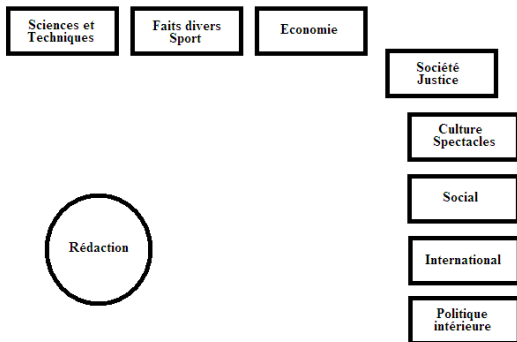 Sciences et
Techniques
Faits divers
Sport
Economie
Société
Justice
Culture
Spectacles
Social
Rédaction
International
Politique
intérieure